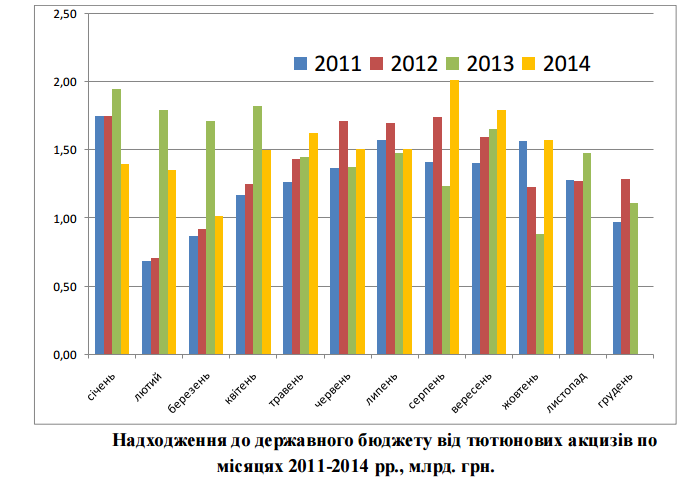 2,50
2,00
1,50
1,00
0,50
0,00
2011 2012 2013 2014
січень
лютий
березень
квітень
травень
червень
липень
серпень
вересень
жовтень
листопад
грудень
Надходження до державного бюджету від тютюнових акцизів по
місяцях 2011-2014 рр., млрд. грн.